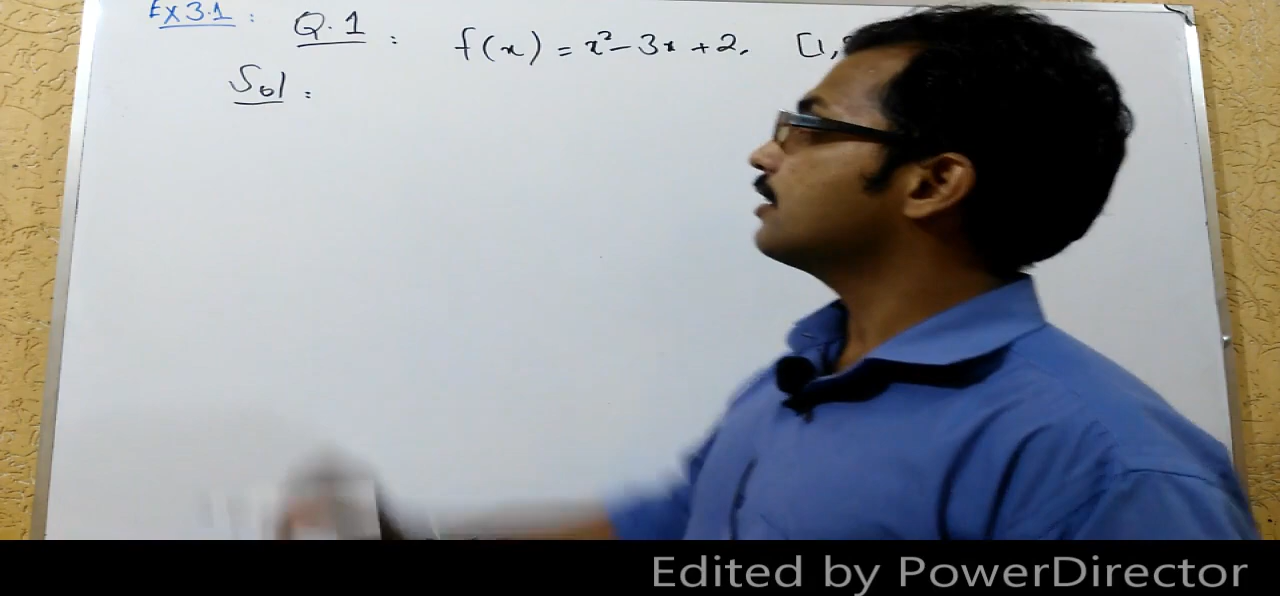 Ex 3.1 : Q.1 : f(x) = x² - 3x + 2, [1,
Sol :
Edited by PowerDirector